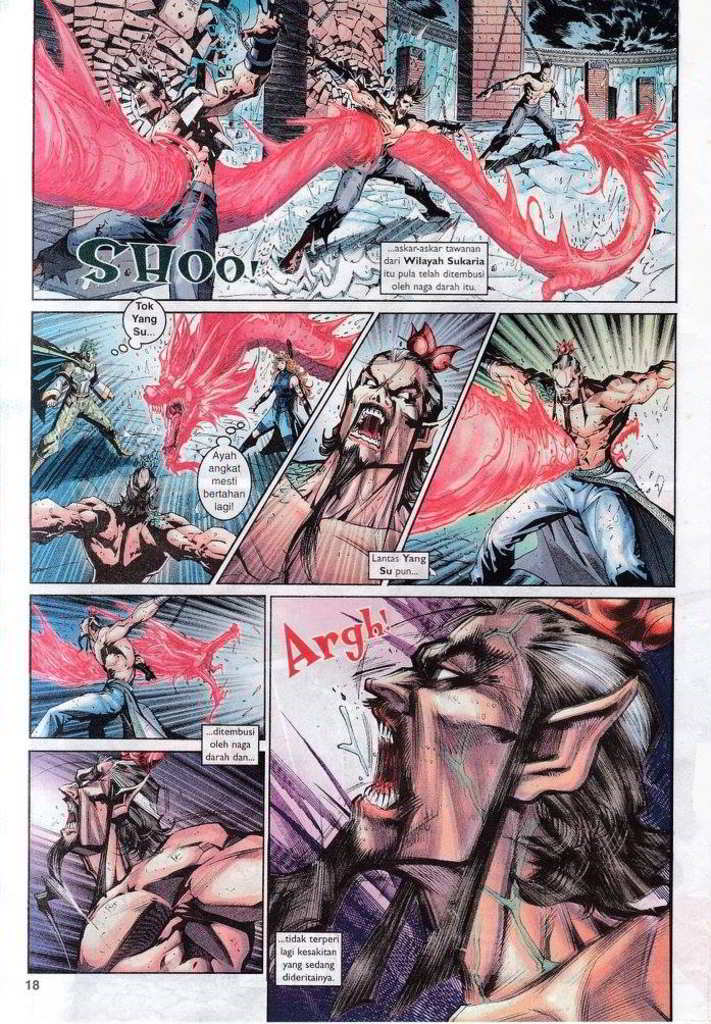 SHOO!
...askar-askar tawanan
dari Wilayah Sukaria
itu pula telah ditembusi
oleh naga darah itu.
Tok
Yang
Su...
Ayah
angkat
mesti
bertahan
lagi!
Lantas Yang
Su pun...
...ditembusi
oleh naga
darah dan...
Argh!
...tidak terperi
lagi kesakitan
yang sedang
dideritainya.
18